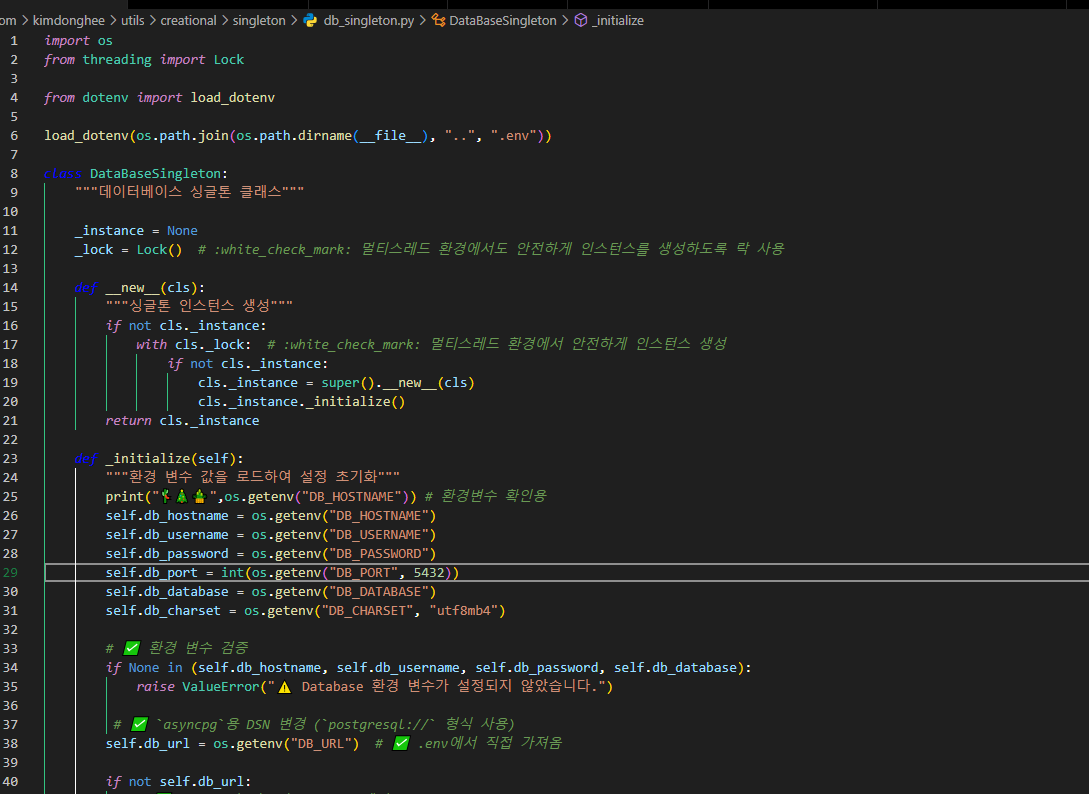 om > kimdonghee > utils > creational > singleton > db_singleton.py > DataBaseSingleton > _initialize
1 import os
2 from threading import Lock
3
4 from dotenv import load_dotenv
5
6 load_dotenv(os.path.join(os.path.dirname(__file__), "..", ".env"))
7
8 class DataBaseSingleton:
9     """데이터베이스 싱글톤 클래스"""
10
11     _instance = None
12     _lock = Lock()  # :white_check_mark: 멀티스레드 환경에서도 안전하게 인스턴스를 생성하도록 락 사용
13
14     def __new__(cls):
15         """싱글톤 인스턴스 생성"""
16         if not cls._instance:
17             with cls._lock:  # :white_check_mark: 멀티스레드 환경에서 안전하게 인스턴스 생성
18                 if not cls._instance:
19                     cls._instance = super().__new__(cls)
20                     cls._instance._initialize()
21         return cls._instance
22
23     def _initialize(self):
24         """환경 변수 값을 로드하여 설정 초기화"""
25         print("🌵🎄🎍",os.getenv("DB_HOSTNAME")) # 환경변수 확인용
26         self.db_hostname = os.getenv("DB_HOSTNAME")
27         self.db_username = os.getenv("DB_USERNAME")
28         self.db_password = os.getenv("DB_PASSWORD")
29         self.db_port = int(os.getenv("DB_PORT", 5432))
30         self.db_database = os.getenv("DB_DATABASE")
31         self.db_charset = os.getenv("DB_CHARSET", "utf8mb4")
32
33         # ✅ 환경 변수 검증
34         if None in (self.db_hostname, self.db_username, self.db_password, self.db_database):
35             raise ValueError("⚠️ Database 환경 변수가 설정되지 않았습니다.")
36
37          # ✅ `asyncpg`용 DSN 변경 (`postgresql://` 형식 사용)
38         self.db_url = os.getenv("DB_URL")  # ✅ .env에서 직접 가져옴
39
40         if not self.db_url: